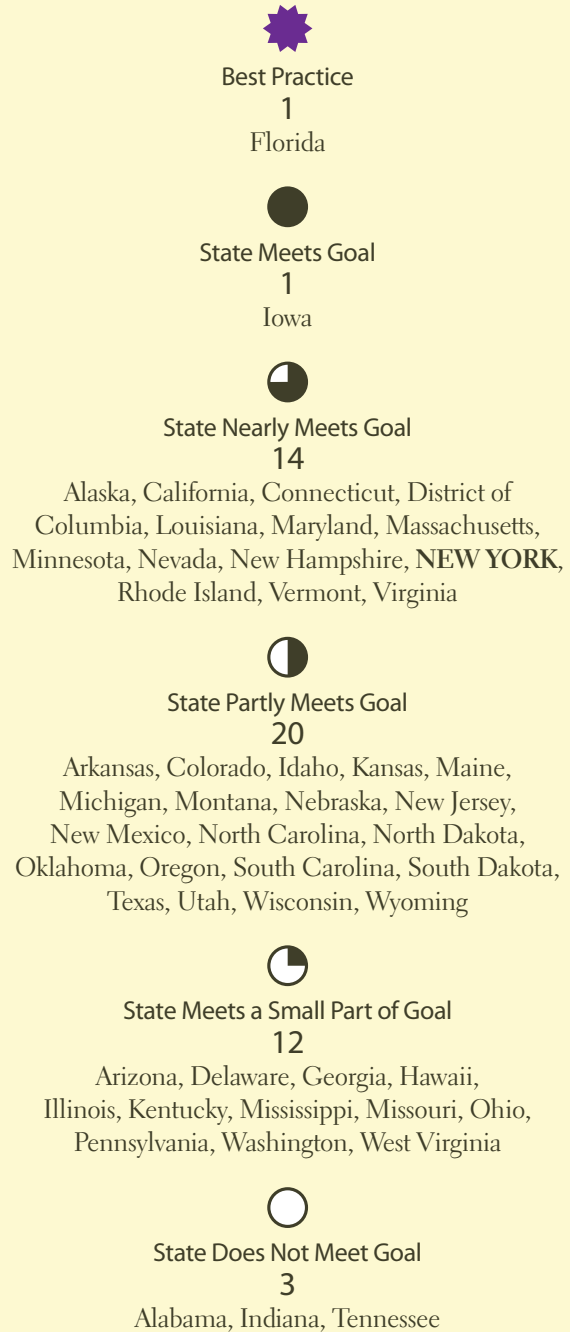 Best Practice
1
Florida
State Meets Goal
1
Iowa
State Nearly Meets Goal
14
Alaska, California, Connecticut, District of
Columbia, Louisiana, Maryland, Massachusetts,
Minnesota, Nevada, New Hampshire, NEW YORK,
Rhode Island, Vermont, Virginia
State Partly Meets Goal
20
Arkansas, Colorado, Idaho, Kansas, Maine,
Michigan, Montana, Nebraska, New Jersey,
New Mexico, North Carolina, North Dakota,
Oklahoma, Oregon, South Carolina, South Dakota,
Texas, Utah, Wisconsin, Wyoming
State Meets a Small Part of Goal
12
Arizona, Delaware, Georgia, Hawaii,
Illinois, Kentucky, Mississippi, Missouri, Ohio,
Pennsylvania, Washington, West Virginia
State Does Not Meet Goal
3
Alabama, Indiana, Tennessee